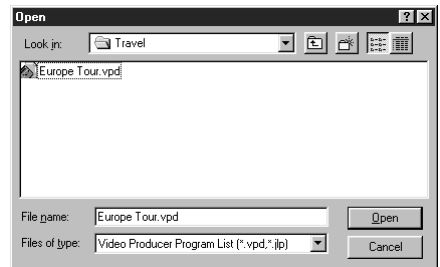 Open
Look in: Travel
Europe Tour.vpd
File name: Europe Tour.vpd Open
Files of type: Video Producer Program List (*.vpd,*.jlp) Cancel